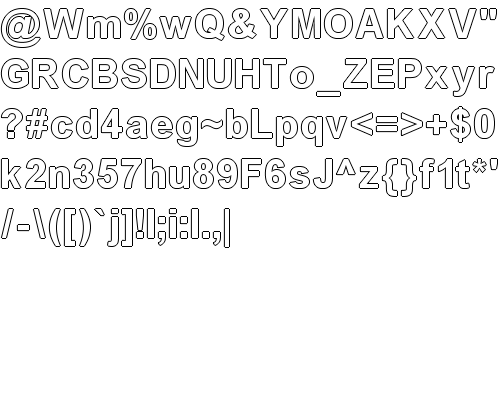 @Wm%wQ&YMOAKXV"
GRCBSDNUHTo_ZEPxyr
?#cd4aeg~bLpqv<=>+$0
k2n357hu89F6sJ^z{}f1t*'
/-\([)`j]!I;i:l.,|